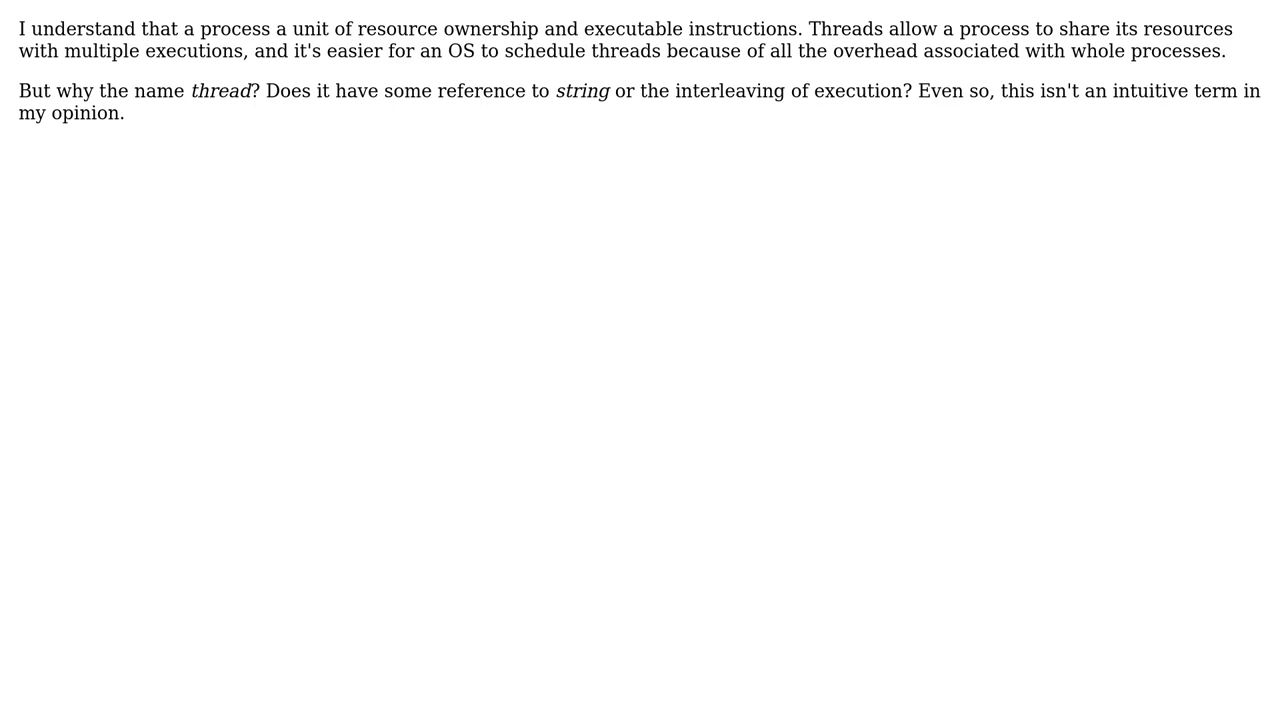 I understand that a process a unit of resource ownership and executable instructions. Threads allow a process to share its resources
with multiple executions, and it's easier for an OS to schedule threads because of all the overhead associated with whole processes.
But why the name thread? Does it have some reference to string or the interleaving of execution? Even so, this isn't an intuitive term in
my opinion.